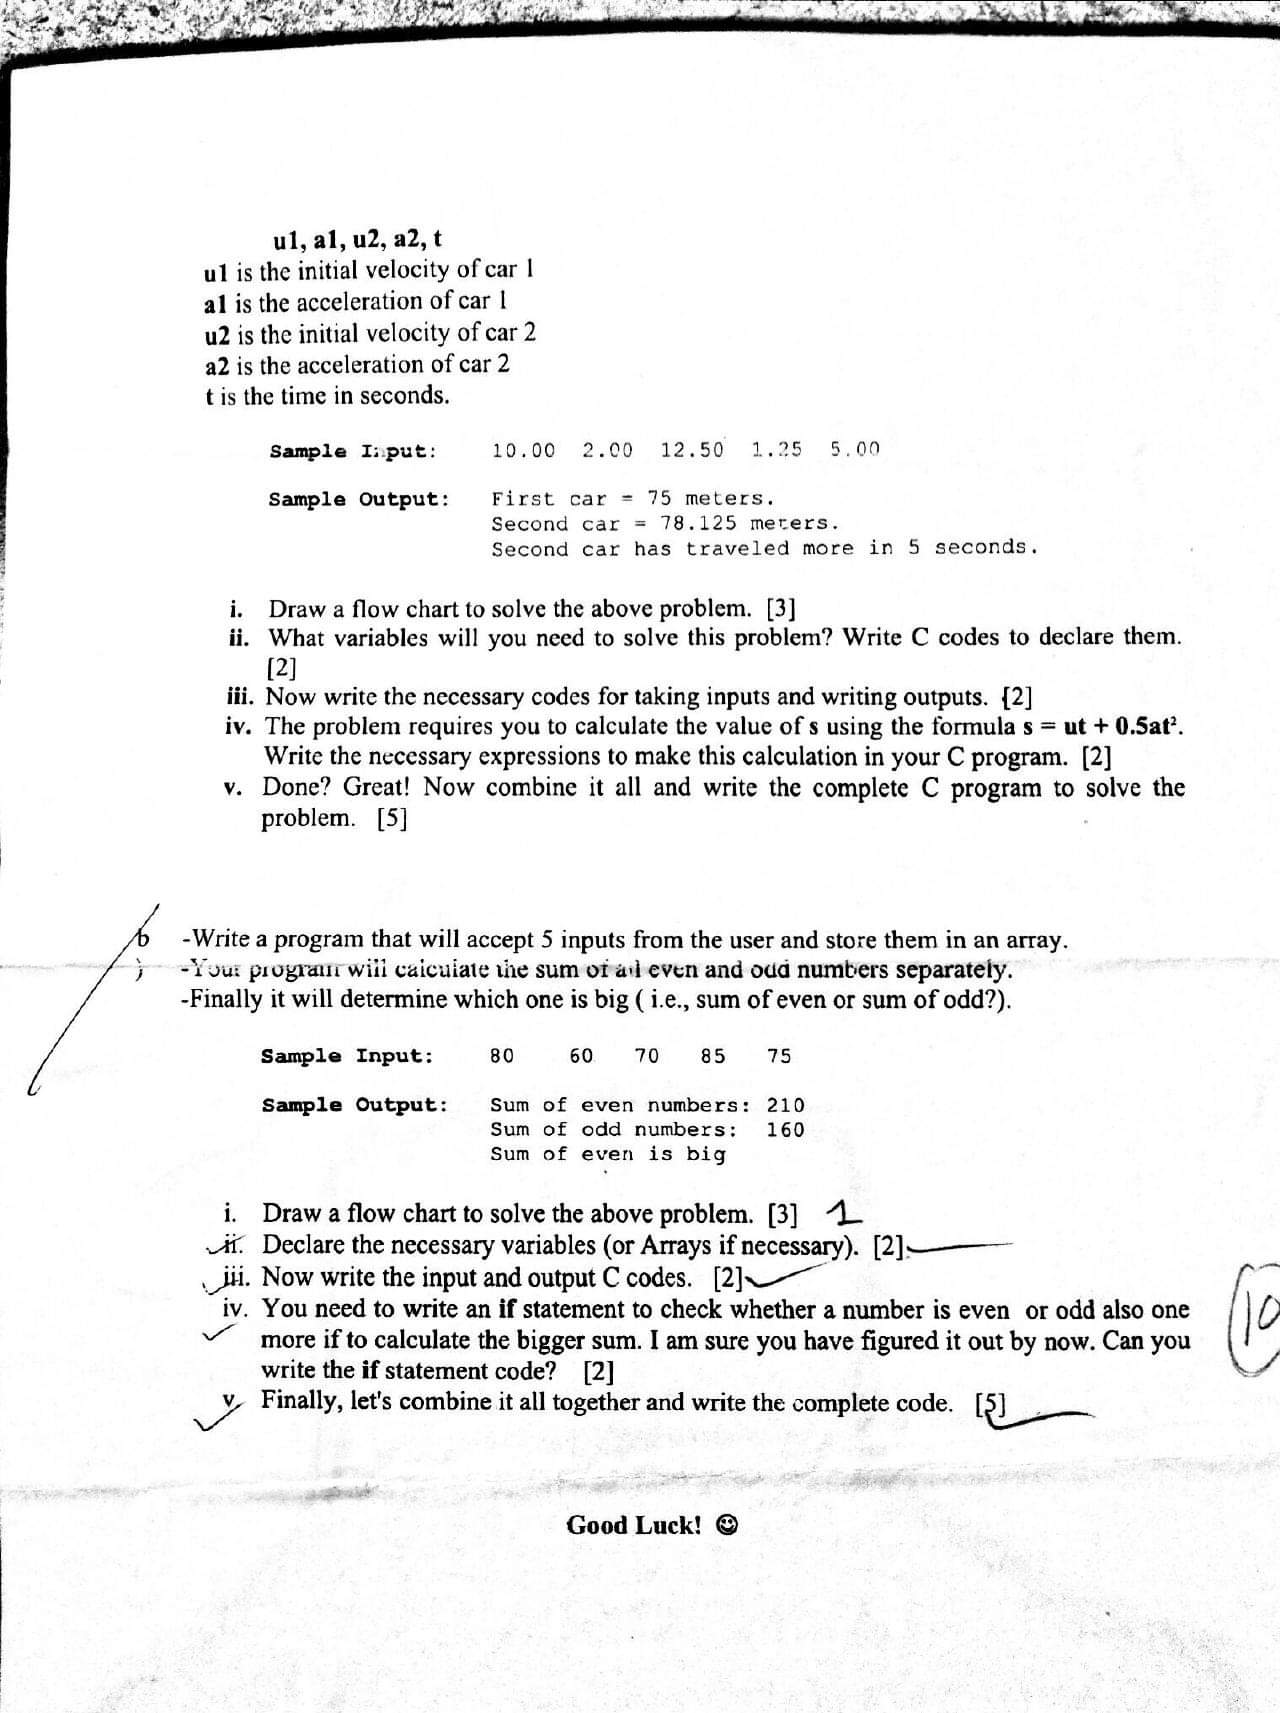 u1, a1, u2, a2, t
u1 is the initial velocity of car 1
a1 is the acceleration of car 1
u2 is the initial velocity of car 2
a2 is the acceleration of car 2
t is the time in seconds.
Sample Input: 10.00 2.00 12.50 1.25 5.00
Sample Output: First car = 75 meters.
Second car = 78.125 meters.
Second car has traveled more in 5 seconds.
i. Draw a flow chart to solve the above problem. [3]
ii. What variables will you need to solve this problem? Write C codes to declare them.
[2]
iii. Now write the necessary codes for taking inputs and writing outputs. {2]
iv. The problem requires you to calculate the value of s using the formula s = ut + 0.5at².
Write the necessary expressions to make this calculation in your C program. [2]
v. Done? Great! Now combine it all and write the complete C program to solve the
problem. [5]
b -Write a program that will accept 5 inputs from the user and store them in an array.
) -Your program will calculate the sum of all even and odd numbers separately.
-Finally it will determine which one is big ( i.e., sum of even or sum of odd?).
Sample Input: 80 60 70 85 75
Sample Output: Sum of even numbers: 210
Sum of odd numbers: 160
Sum of even is big
i. Draw a flow chart to solve the above problem. [3] 1
ii. Declare the necessary variables (or Arrays if necessary). [2]
iii. Now write the input and output C codes. [2]
iv. You need to write an if statement to check whether a number is even or odd also one
more if to calculate the bigger sum. I am sure you have figured it out by now. Can you
write the if statement code? [2]
10
v. Finally, let's combine it all together and write the complete code. [5]
Good Luck! ☺